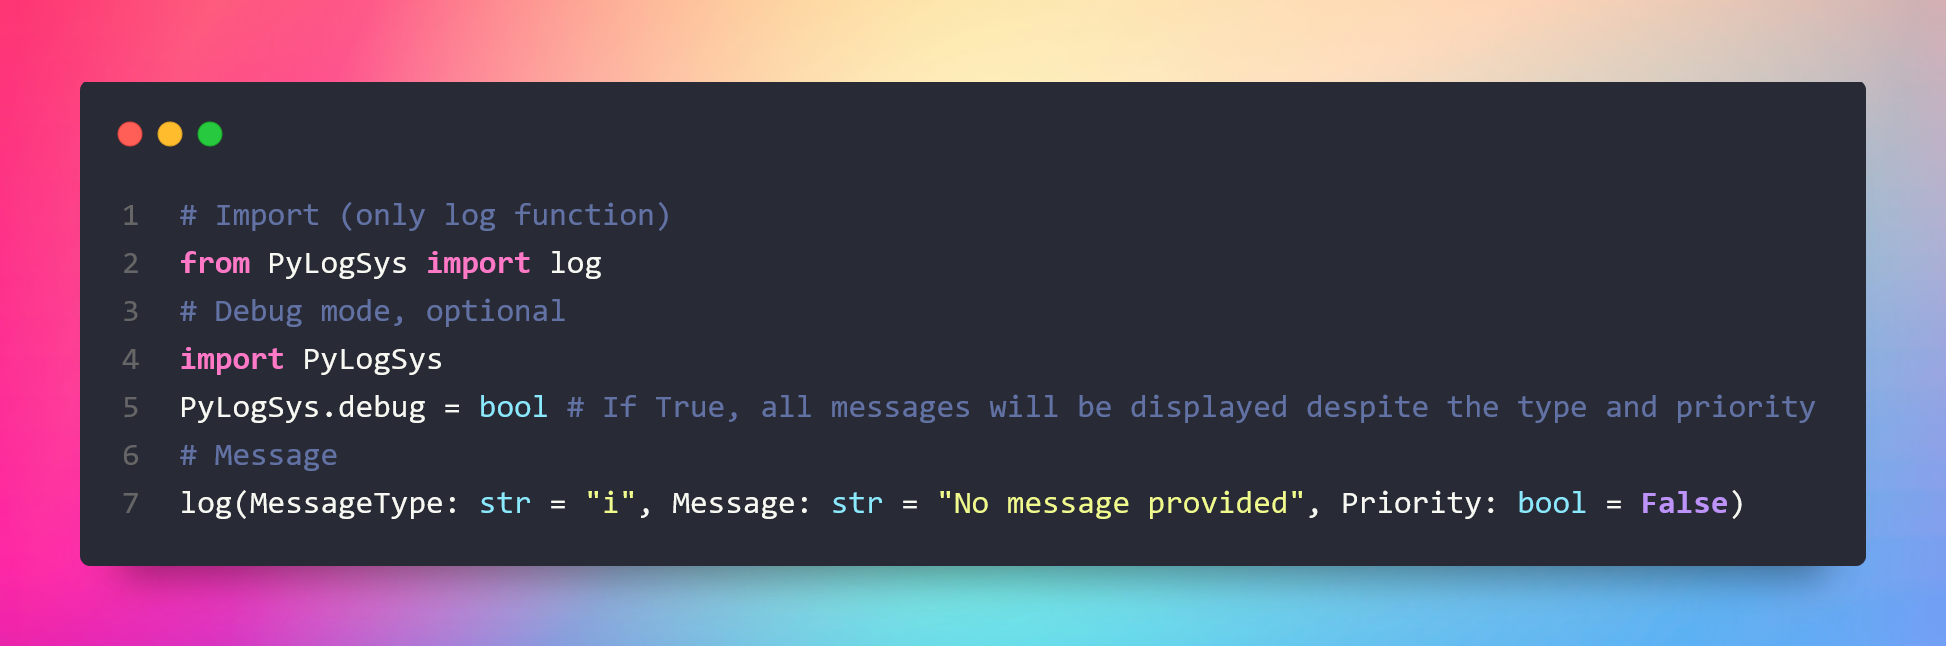 1 # Import (only log function)
2 from PyLogSys import log
3 # Debug mode, optional
4 import PyLogSys
5 PyLogSys.debug = bool # If True, all messages will be displayed despite the type and priority
6 # Message
7 log(MessageType: str = "i", Message: str = "No message provided", Priority: bool = False)